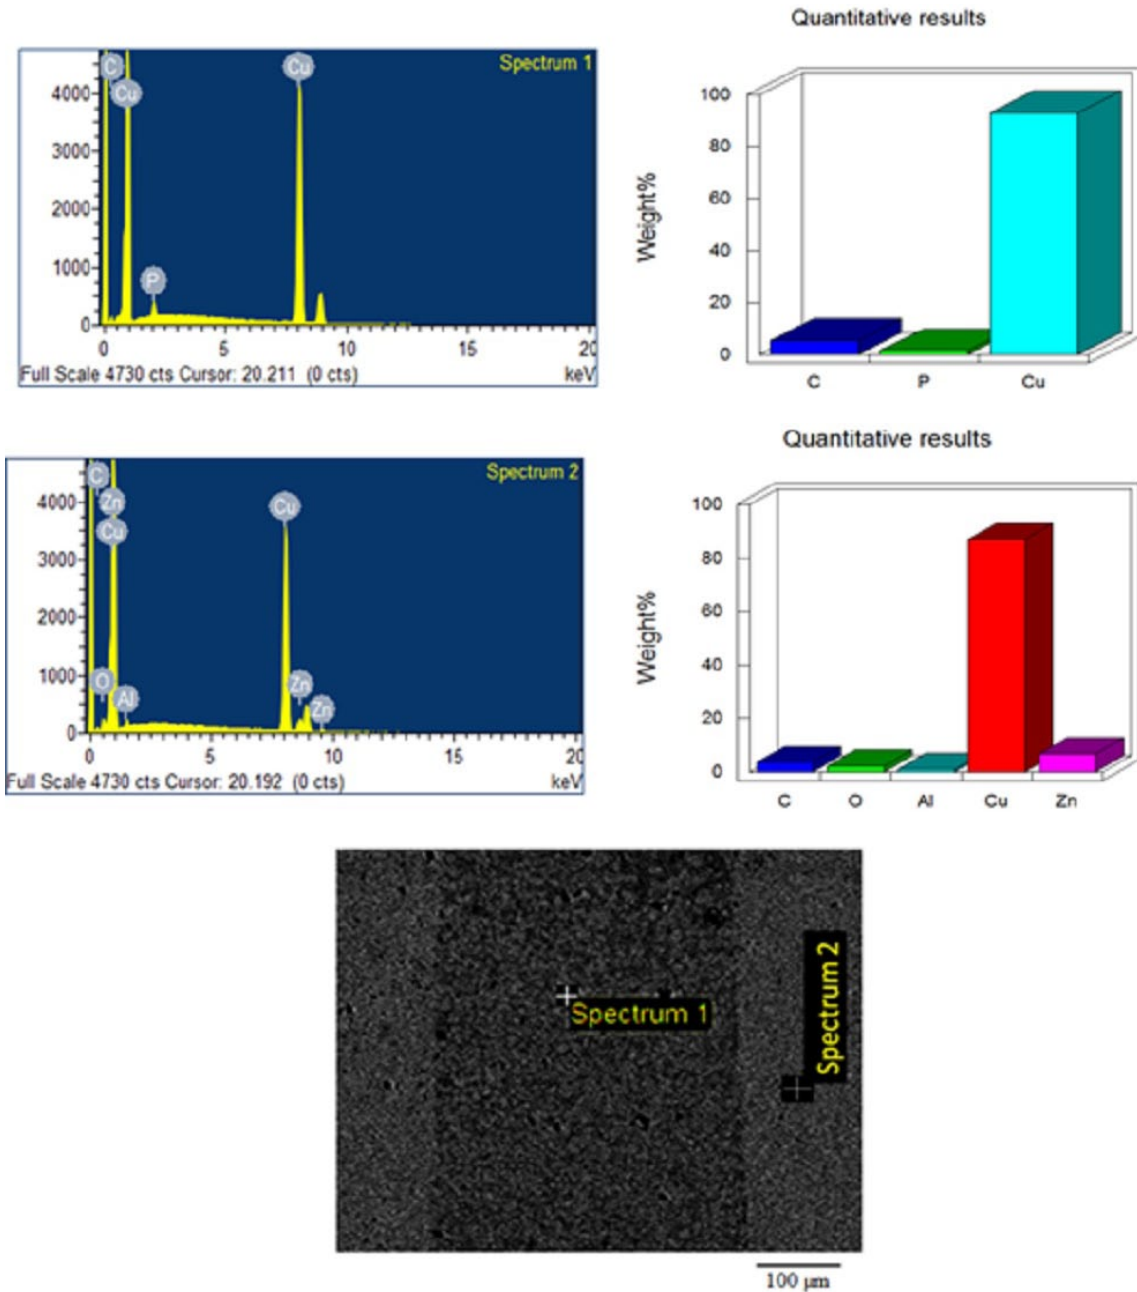 Quantitative results
Spectrum 1
C
Cu
Cu
P
4000
3000
2000
1000
0
0 5 10 15 20
Full Scale 4730 cts Cursor: 20.211 (0 cts) keV
Weight%
100
80
60
40
20
0
C P Cu
Quantitative results
Spectrum 2
C
Zn
Cu
Cu
O
Al
Zn
Zn
4000
3000
2000
1000
0
0 5 10 15 20
Full Scale 4730 cts Cursor: 20.192 (0 cts) keV
Weight%
100
80
60
40
20
0
C O Al Cu Zn
Spectrum 1
Spectrum 2
100 µm